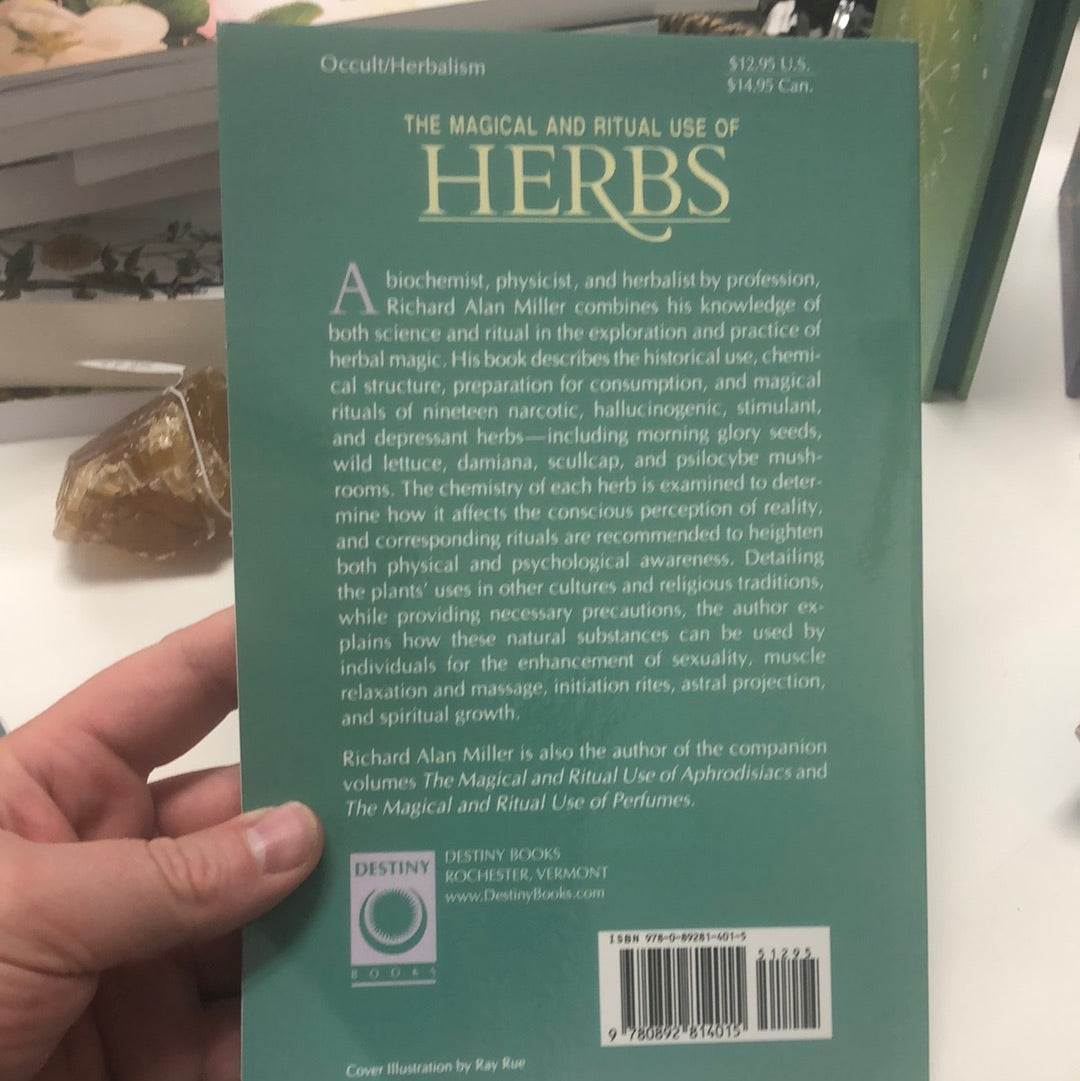 Occult/Herbalism
$12.95 U.S.
$14.95 Can.
THE MAGICAL AND RITUAL USE OF
HERBS
A biochemist, physicist, and herbalist by profession,
Richard Alan Miller combines his knowledge of
both science and ritual in the exploration and practice of
herbal magic. His book describes the historical use, chemi-
cal structure, preparation for consumption, and magical
rituals of nineteen narcotic, hallucinogenic, stimulant,
and depressant herbs—including morning glory seeds,
wild lettuce, damiana, scullcap, and psilocybe mush-
rooms. The chemistry of each herb is examined to deter-
mine how it affects the conscious perception of reality,
and corresponding rituals are recommended to heighten
both physical and psychological awareness. Detailing
the plants' uses in other cultures and religious traditions,
while providing necessary precautions, the author ex-
plains how these natural substances can be used by
individuals for the enhancement of sexuality, muscle
relaxation and massage, initiation rites, astral projection,
and spiritual growth.
Richard Alan Miller is also the author of the companion
volumes The Magical and Ritual Use of Aphrodisiacs and
The Magical and Ritual Use of Perfumes.
DESTINY
BOOKS
DESTINY BOOKS
ROCHESTER, VERMONT
www.DestinyBooks.com
ISBN 978-0-89281-401-5
51295
9 780892 814015
Cover Illustration by Ray Rue